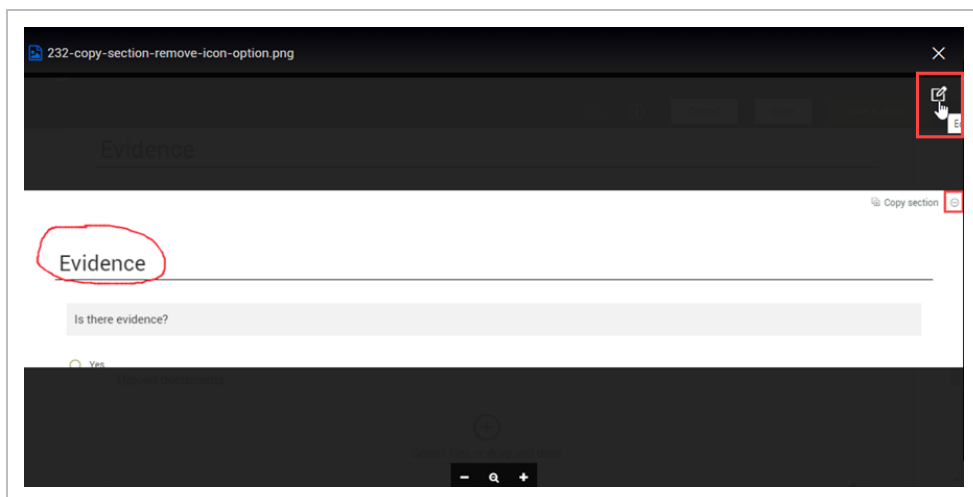 232-copy-section-remove-icon-option.png
Evidence
Copy section
Evidence
Is there evidence?
Yes